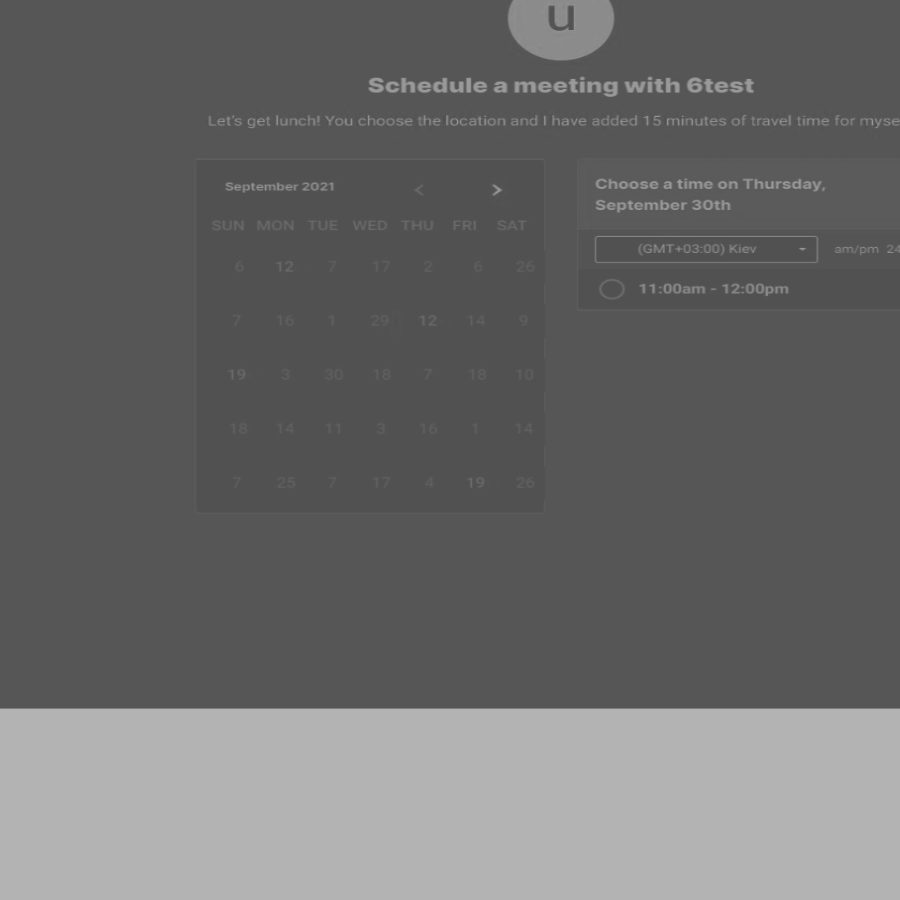 u
Schedule a meeting with 6test
Let's get lunch! You choose the location and I have added 15 minutes of travel time for myse
September 2021 < >
SUN MON TUE WED THU FRI SAT
6 12 7 17 2 6 26
7 16 1 29 12 14 9
19 3 30 18 7 18 10
18 14 11 3 16 1 14
7 25 7 17 4 19 26
Choose a time on Thursday,
September 30th
(GMT+03:00) Kiev am/pm 24
11:00am - 12:00pm